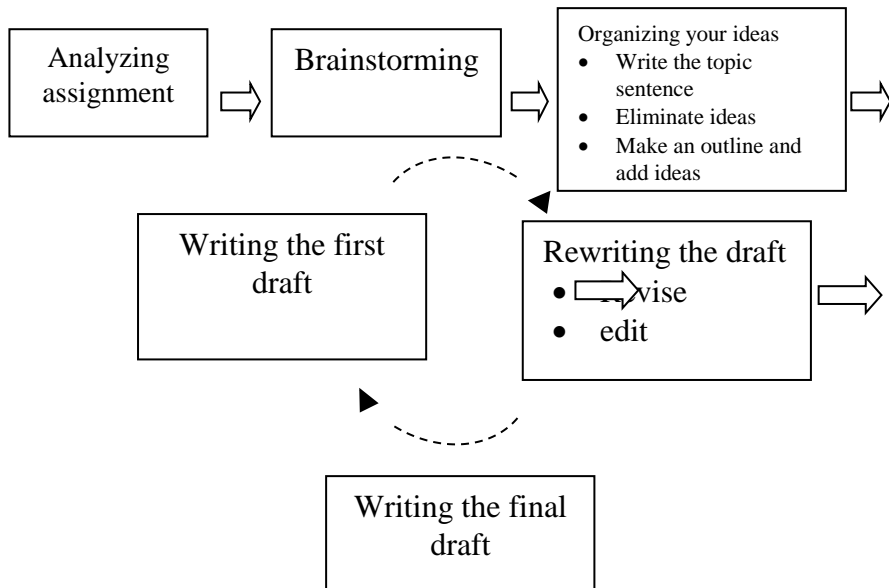 Analyzing
assignment
Brainstorming
Organizing your ideas
• Write the topic
sentence
• Eliminate ideas
• Make an outline and
add ideas
Writing the first
draft
Rewriting the draft
•
• edit
Writing the final
draft